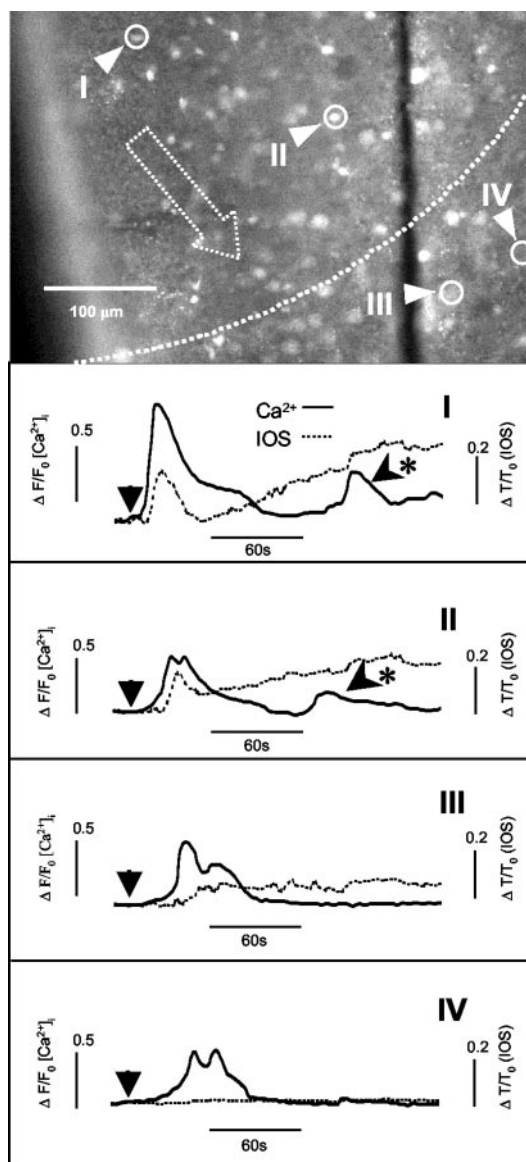 I
II
IV
III
100 µm
Δ F/F₀ [Ca²⁺]ᵢ
0.5
Ca²⁺
IOS
I
*
0.2
Δ T/T₀ (IOS)
60s
Δ F/F₀ [Ca²⁺]ᵢ
0.5
II
*
0.2
Δ T/T₀ (IOS)
60s
Δ F/F₀ [Ca²⁺]ᵢ
0.5
III
0.2
Δ T/T₀ (IOS)
60s
Δ F/F₀ [Ca²⁺]ᵢ
0.5
IV
0.2
Δ T/T₀ (IOS)
60s